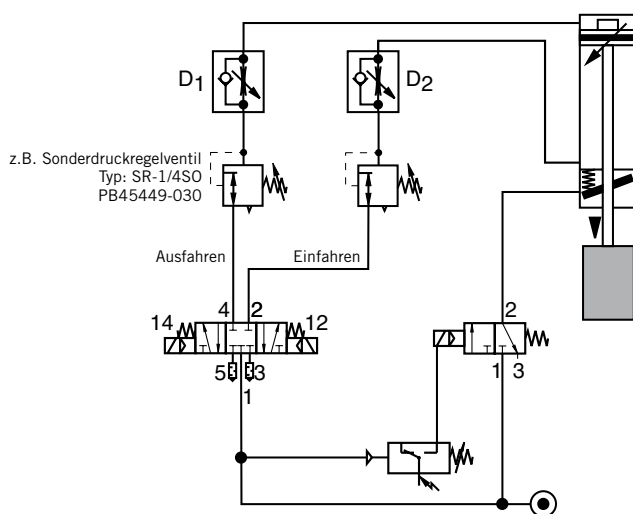 D1
D2
z.B. Sonderdruckregelventil
Typ: SR-1/4SO
PB45449-030
Ausfahren
Einfahren
4
2
14
12
5
3
1
2
1
3